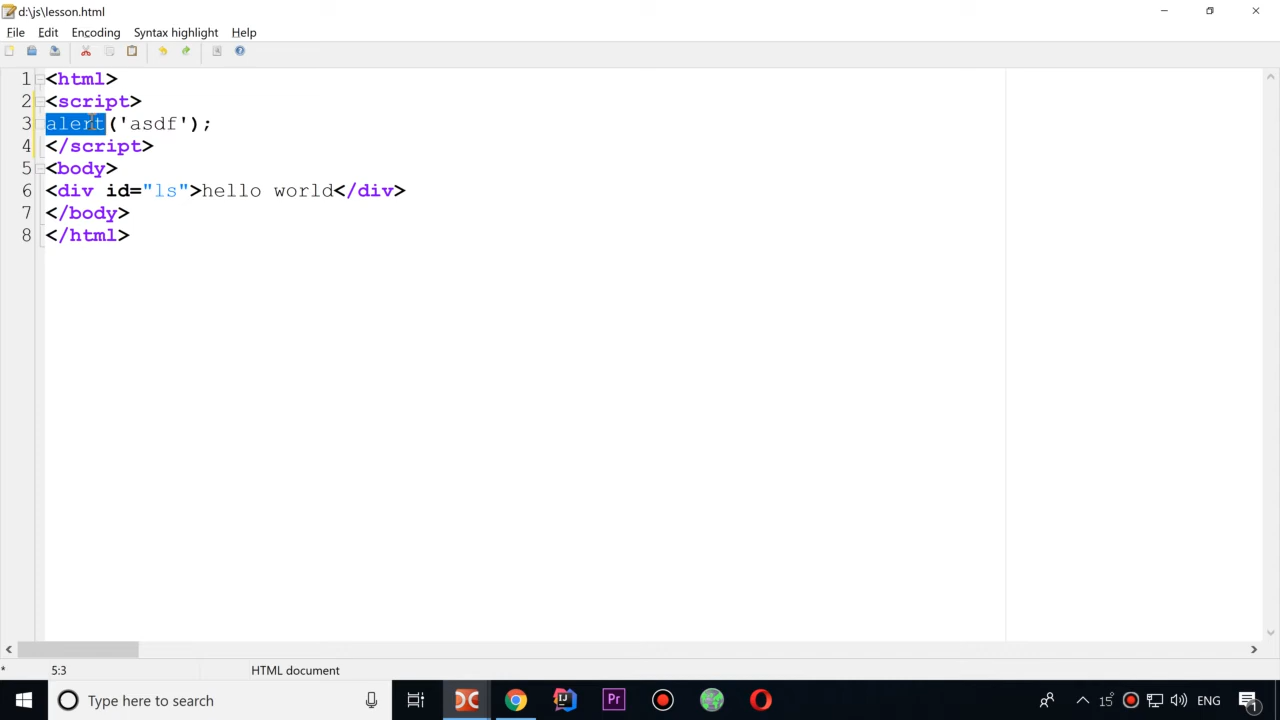 d:\js\lesson.html
File Edit Encoding Syntax highlight Help
1 <html>
2 <script>
3 alert('asdf');
4 </script>
5 <body>
6 <div id="ls">hello world</div>
7 </body>
8 </html>
* 5:3 HTML document
Type here to search
15° ENG 1